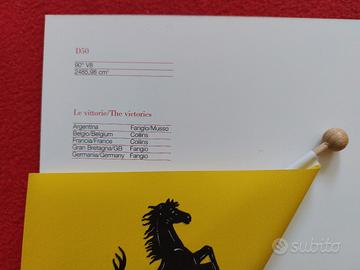 D50
90° V8
2485,98 cm³
Le vittorie/The victories
Argentina Fangio/Musso
Belgio/Belgium Collins
Francia/France Collins
Gran Bretagna/GB Fangio
Germania/Germany Fangio
subito